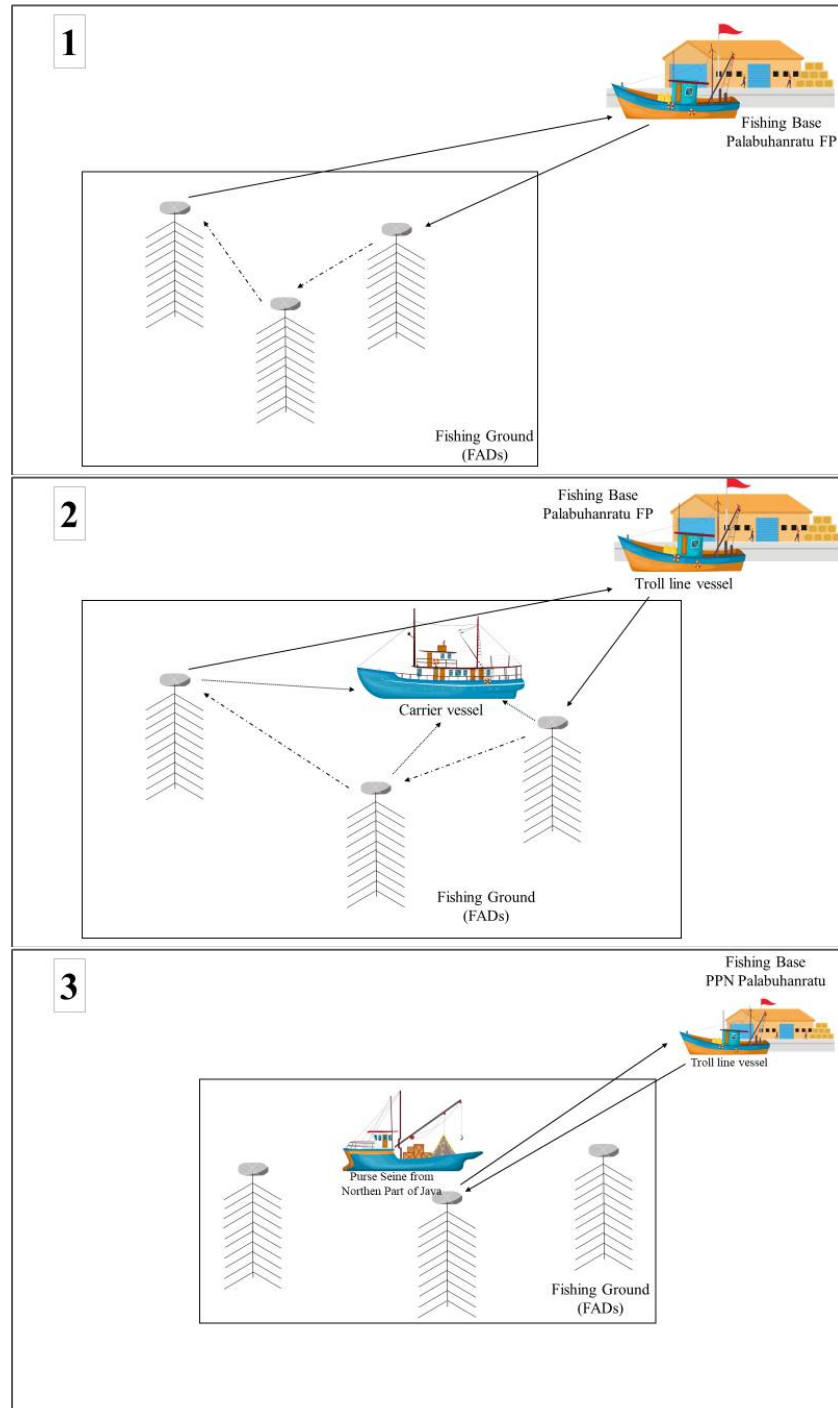 1
Fishing Base
Palabuhanratu FP
Fishing Ground
(FADs)
2
Fishing Base
Palabuhanratu FP
Troll line vessel
Carrier vessel
Fishing Ground
(FADs)
3
Fishing Base
PPN Palabuhanratu
Troll line vessel
Purse Seine from
Northen Part of Java
Fishing Ground
(FADs)